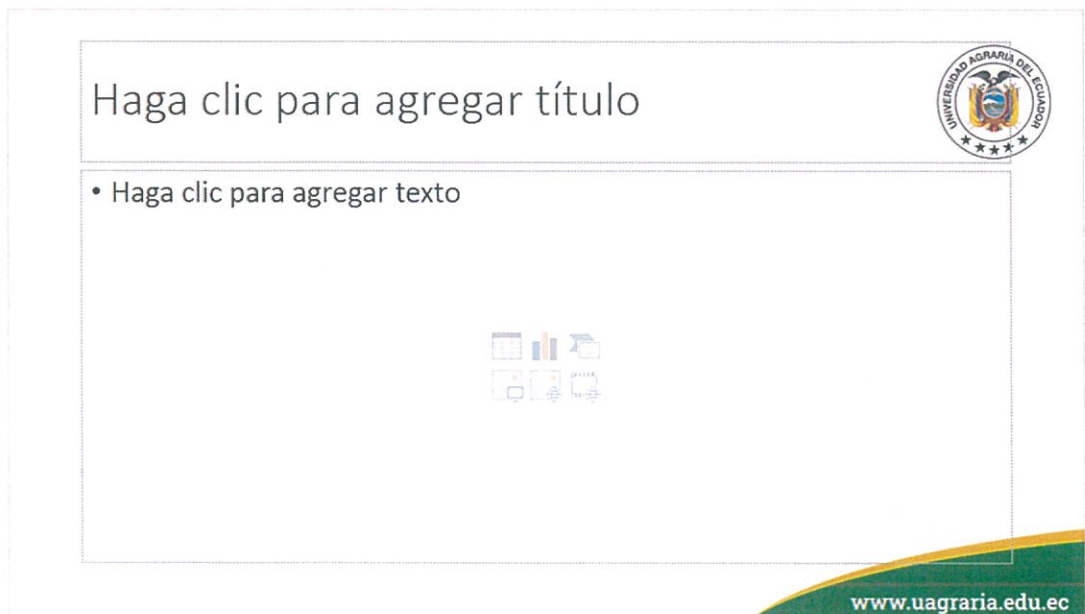 Haga clic para agregar título
UNIVERSIDAD AGRARIA DEL ECUADOR
• Haga clic para agregar texto
www.uagraria.edu.ec